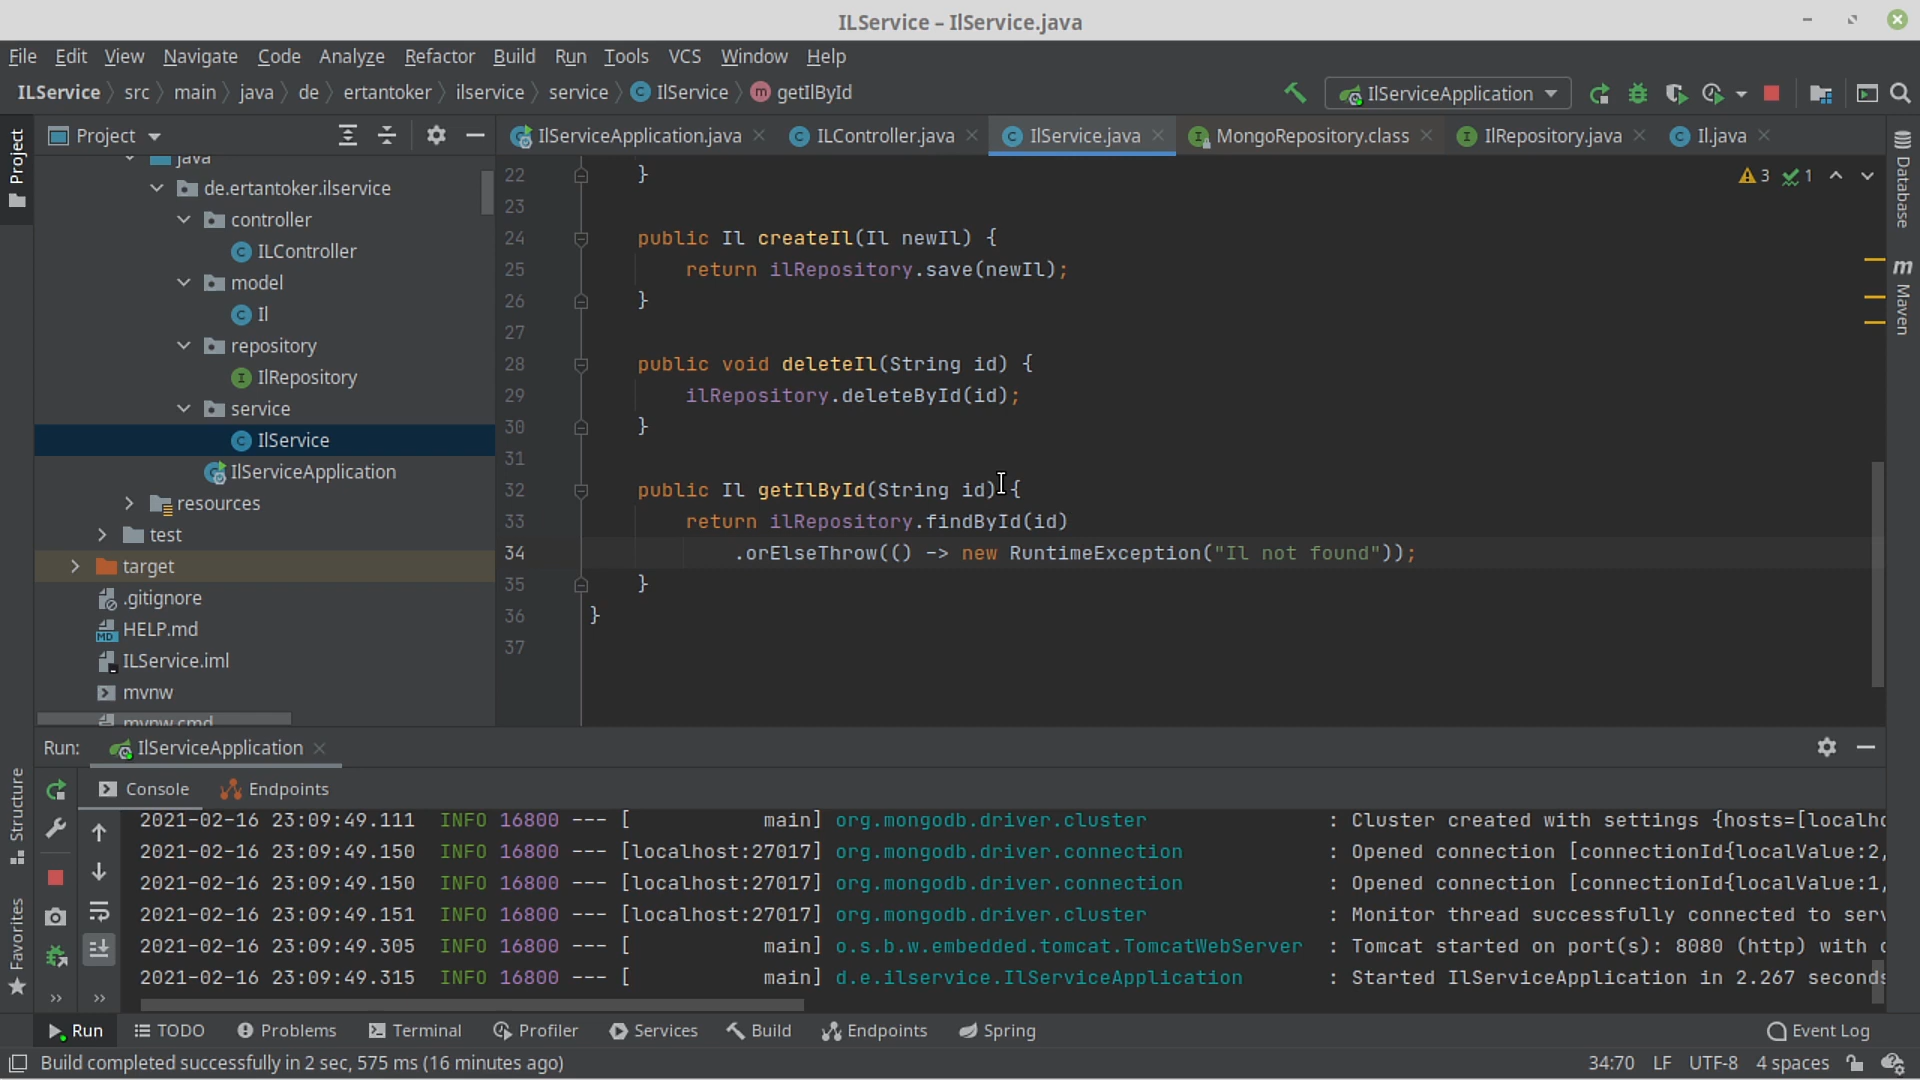 ILService – IlService.java
File Edit View Navigate Code Analyze Refactor Build Run Tools VCS Window Help
ILService src main java de ertantoker ilservice service IlService getIlById
IlServiceApplication
Project
IlServiceApplication.java ILController.java IlService.java MongoRepository.class IlRepository.java Il.java
java
de.ertantoker.ilservice
controller
ILController
model
Il
repository
IlRepository
service
IlService
IlServiceApplication
resources
test
target
.gitignore
HELP.md
ILService.iml
mvnw
mvnw.cmd
3 1
22 }
23
24 public Il createIl(Il newIl) {
25 return ilRepository.save(newIl);
26 }
27
28 public void deleteIl(String id) {
29 ilRepository.deleteById(id);
30 }
31
32 public Il getIlById(String id) {
33 return ilRepository.findById(id)
34 .orElseThrow(() -> new RuntimeException("Il not found"));
35 }
36 }
37
Project
Structure
Favorites
Database
Maven
Run: IlServiceApplication
Console Endpoints
2021-02-16 23:09:49.111 INFO 16800 --- [ main] org.mongodb.driver.cluster : Cluster created with settings {hosts=[localho
2021-02-16 23:09:49.150 INFO 16800 --- [localhost:27017] org.mongodb.driver.connection : Opened connection [connectionId{localValue:2,
2021-02-16 23:09:49.150 INFO 16800 --- [localhost:27017] org.mongodb.driver.connection : Opened connection [connectionId{localValue:1,
2021-02-16 23:09:49.151 INFO 16800 --- [localhost:27017] org.mongodb.driver.cluster : Monitor thread successfully connected to serv
2021-02-16 23:09:49.305 INFO 16800 --- [ main] o.s.b.w.embedded.tomcat.TomcatWebServer : Tomcat started on port(s): 8080 (http) with c
2021-02-16 23:09:49.315 INFO 16800 --- [ main] d.e.ilservice.IlServiceApplication : Started IlServiceApplication in 2.267 seconds
Run TODO Problems Terminal Profiler Services Build Endpoints Spring Event Log
Build completed successfully in 2 sec, 575 ms (16 minutes ago) 34:70 LF UTF-8 4 spaces